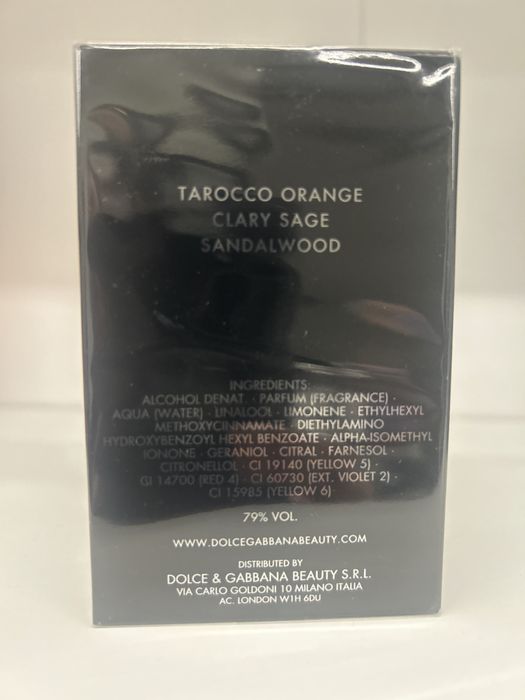 TAROCCO ORANGE
CLARY SAGE
SANDALWOOD
INGREDIENTS:
ALCOHOL DENAT. · PARFUM (FRAGRANCE) ·
AQUA (WATER) · LINALOOL · LIMONENE · ETHYLHEXYL
METHOXYCINNAMATE · DIETHYLAMINO
HYDROXYBENZOYL HEXYL BENZOATE · ALPHA-ISOMETHYL
IONONE · GERANIOL · CITRAL · FARNESOL ·
CITRONELLOL · CI 19140 (YELLOW 5) ·
CI 14700 (RED 4) · CI 60730 (EXT. VIOLET 2) ·
CI 15985 (YELLOW 6)
79% VOL.
WWW.DOLCEGABBANABEAUTY.COM
DISTRIBUTED BY
DOLCE & GABBANA BEAUTY S.R.L.
VIA CARLO GOLDONI 10 MILANO ITALIA
AC. LONDON W1H 6DU